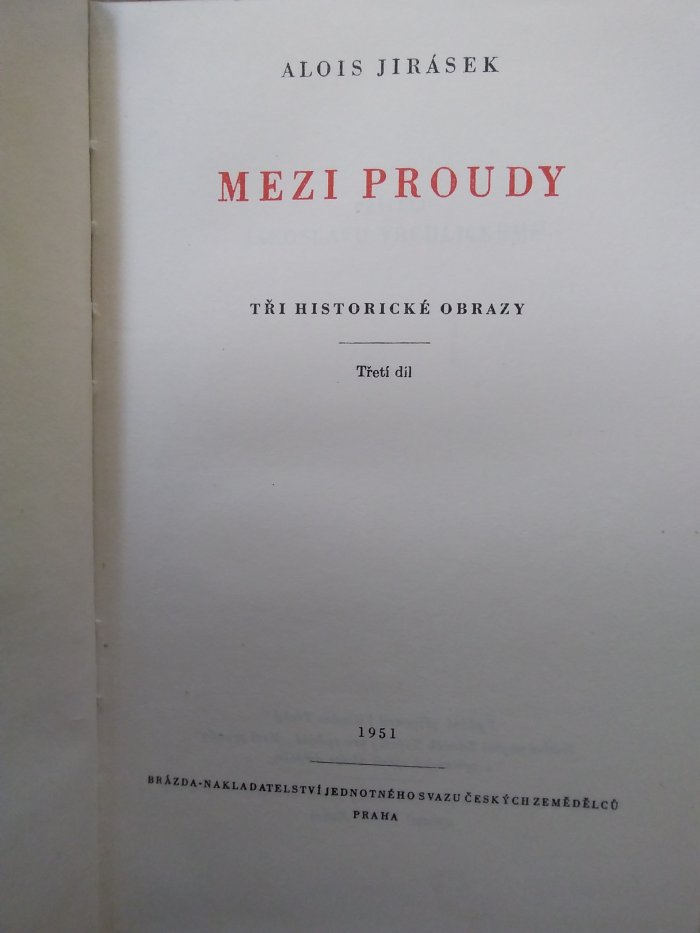 ALOIS JIRÁSEK
MEZI PROUDY
TŘI HISTORICKÉ OBRAZY
Třetí díl
1951
BRÁZDA-NAKLADATELSTVÍ JEDNOTNÉHO SVAZU ČESKÝCH ZEMĚDĚLCŮ
PRAHA